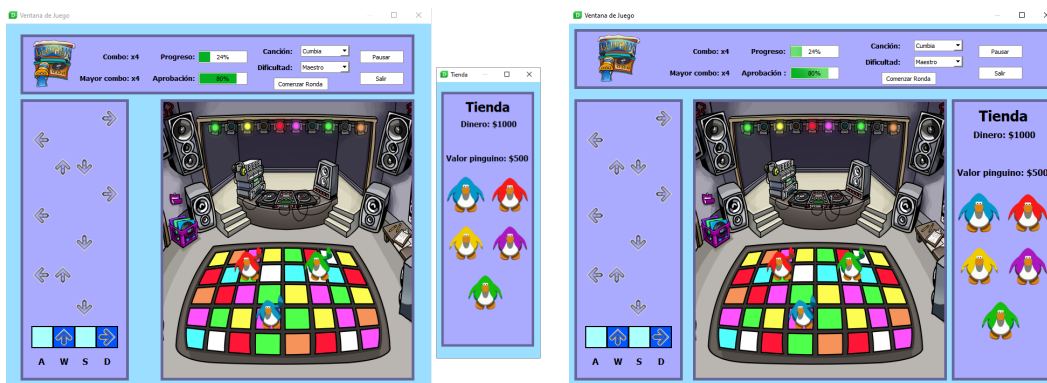 Ventana de Juego
Combo: x4
Progreso:
24%
Canción:
Cumbia
Pausar
Mayor combo: x4
Aprobación:
80%
Dificultad:
Maestro
Salir
Comenzar Ronda
A W S D
Tienda
Tienda
Dinero: $1000
Valor pinguino: $500
Ventana de Juego
Combo: x4
Progreso:
24%
Canción:
Cumbia
Pausar
Mayor combo: x4
Aprobación :
80%
Dificultad:
Maestro
Salir
Comenzar Ronda
A W S D
Tienda
Dinero: $1000
Valor pinguino: $500